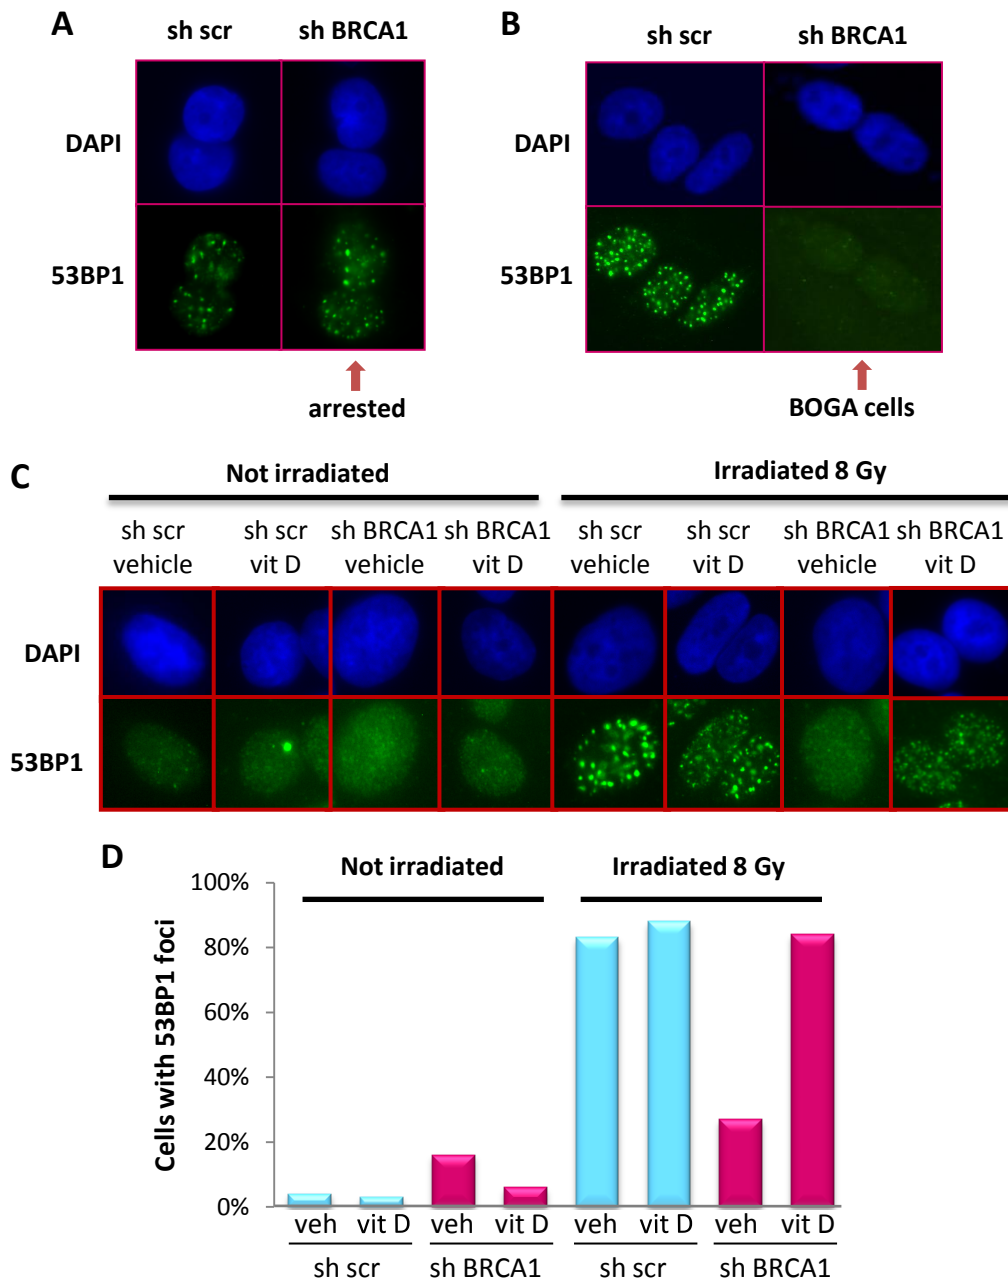 A
sh scr sh BRCA1
DAPI
53BP1
arrested
B
sh scr sh BRCA1
DAPI
53BP1
BOGA cells
C
Not irradiated Irradiated 8 Gy
sh scr sh scr sh BRCA1 sh BRCA1 sh scr sh scr sh BRCA1 sh BRCA1
vehicle vit D vehicle vit D vehicle vit D vehicle vit D
DAPI
53BP1
D
Not irradiated Irradiated 8 Gy
Cells with 53BP1 foci
100%
80%
60%
40%
20%
0%
veh vit D veh vit D veh vit D veh vit D
sh scr sh BRCA1 sh scr sh BRCA1